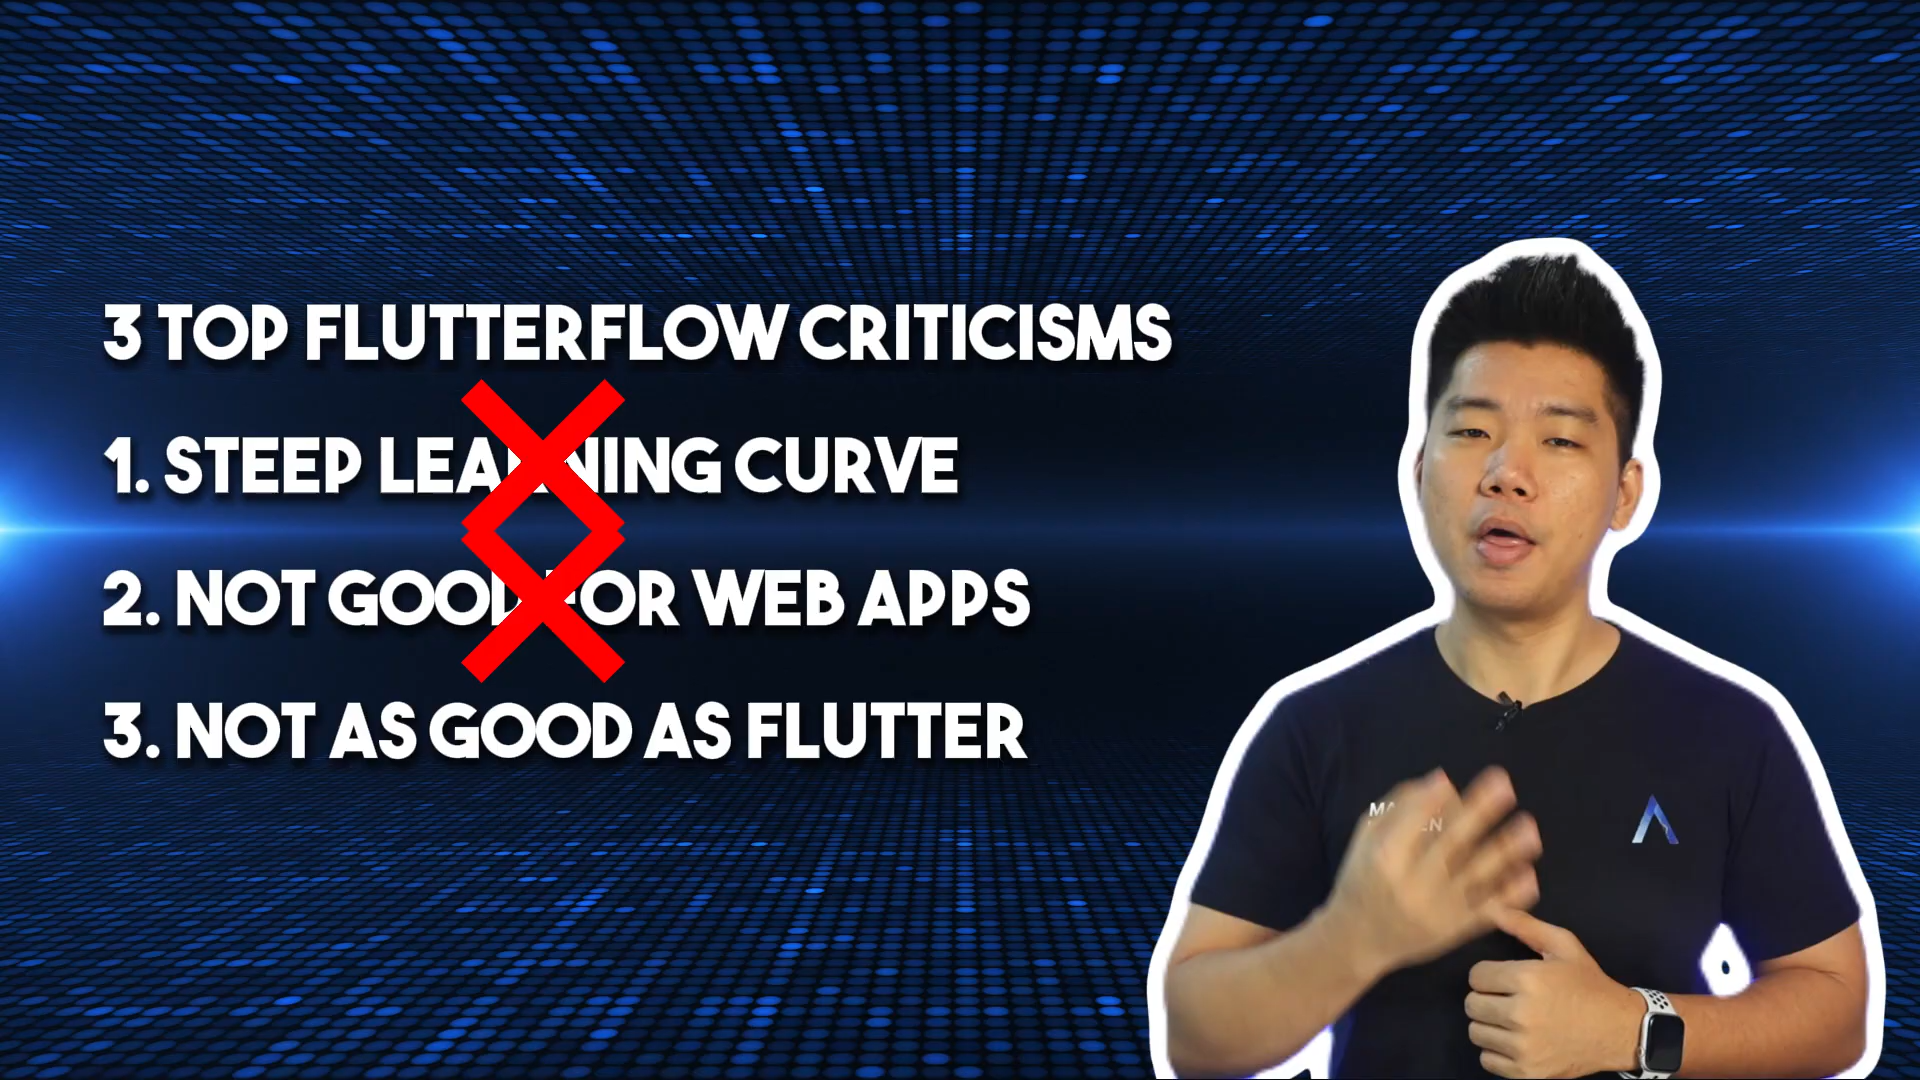 3 TOP FLUTTERFLOW CRITICISMS
1. STEEP LEARNING CURVE
2. NOT GOOD FOR WEB APPS
3. NOT AS GOOD AS FLUTTER